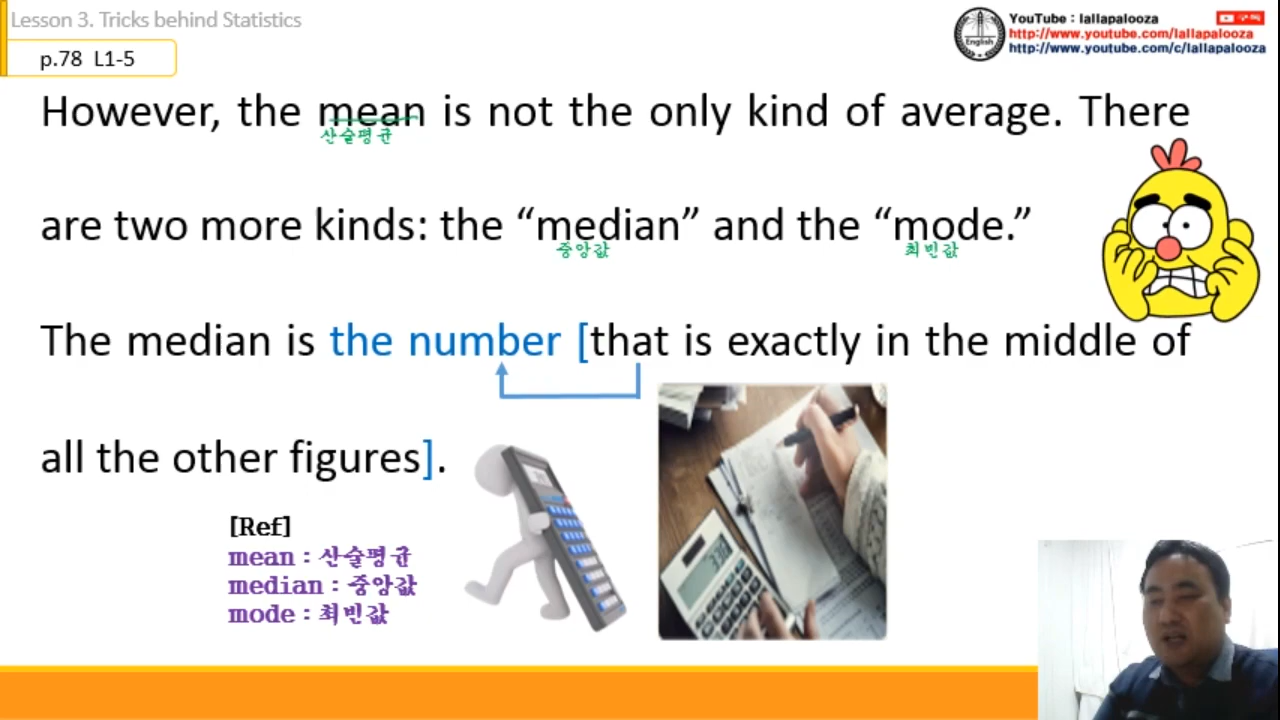 Lesson 3. Tricks behind Statistics
YouTube : lallapalooza
구독
http://www.youtube.com/lallapalooza
http://www.youtube.com/c/lallapalooza
English
p.78 L1-5
However, the mean is not the only kind of average. There
산술평균
are two more kinds: the “median” and the “mode.”
중앙값 최빈값
The median is the number [that is exactly in the middle of
all the other figures].
[Ref]
mean : 산술평균
median : 중앙값
mode : 최빈값